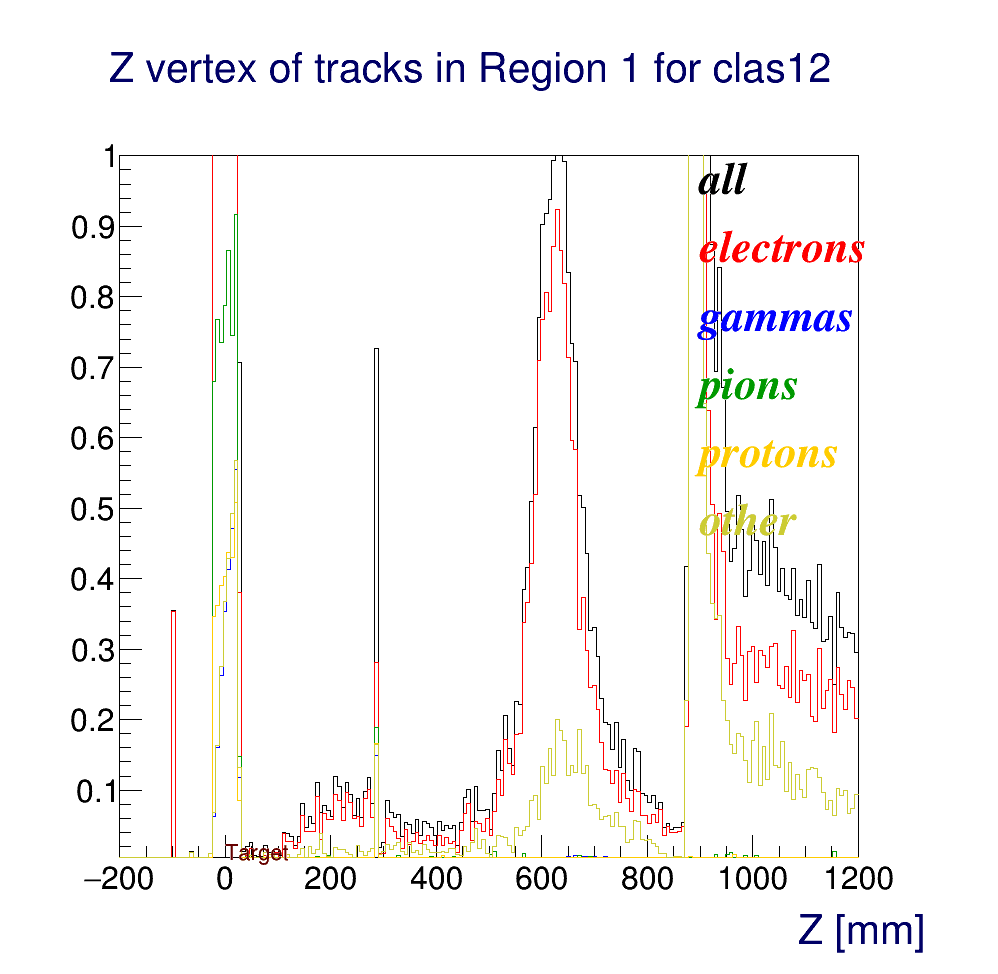 Z vertex of tracks in Region 1 for clas12
1
0.9
0.8
0.7
0.6
0.5
0.4
0.3
0.2
0.1
all
electrons
gammas
pions
protons
other
Target
−200 0 200 400 600 800 1000 1200
Z [mm]